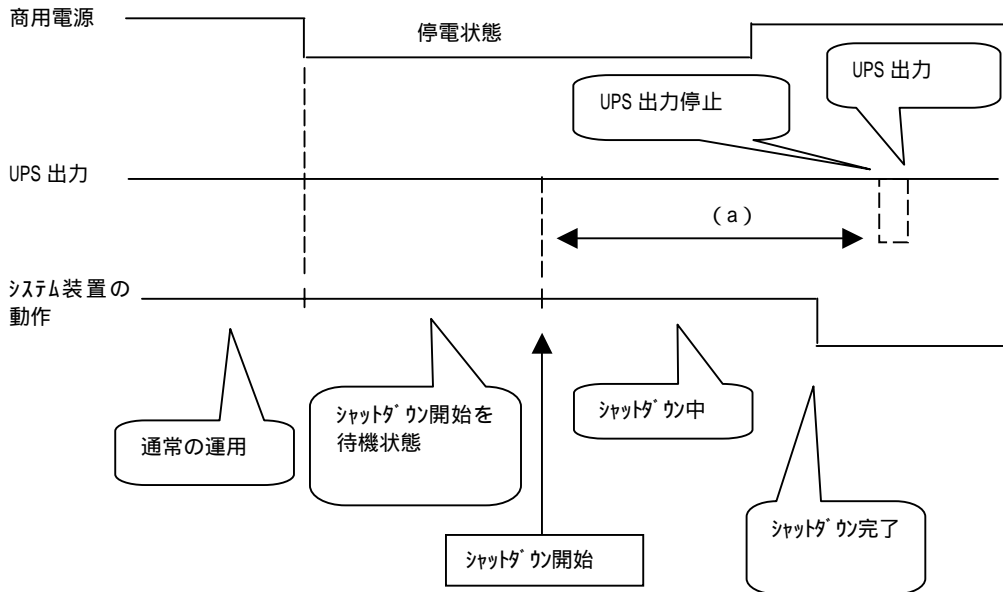 商用電源
停電状態
UPS 出力
UPS 出力停止
UPS 出力
（a）
ｼｽﾃﾑ装置の
動作
ｼｬｯﾄﾀﾞｳﾝ開始を
待機状態
ｼｬｯﾄﾀﾞｳﾝ中
通常の運用
ｼｬｯﾄﾀﾞｳﾝ完了
ｼｬｯﾄﾀﾞｳﾝ開始